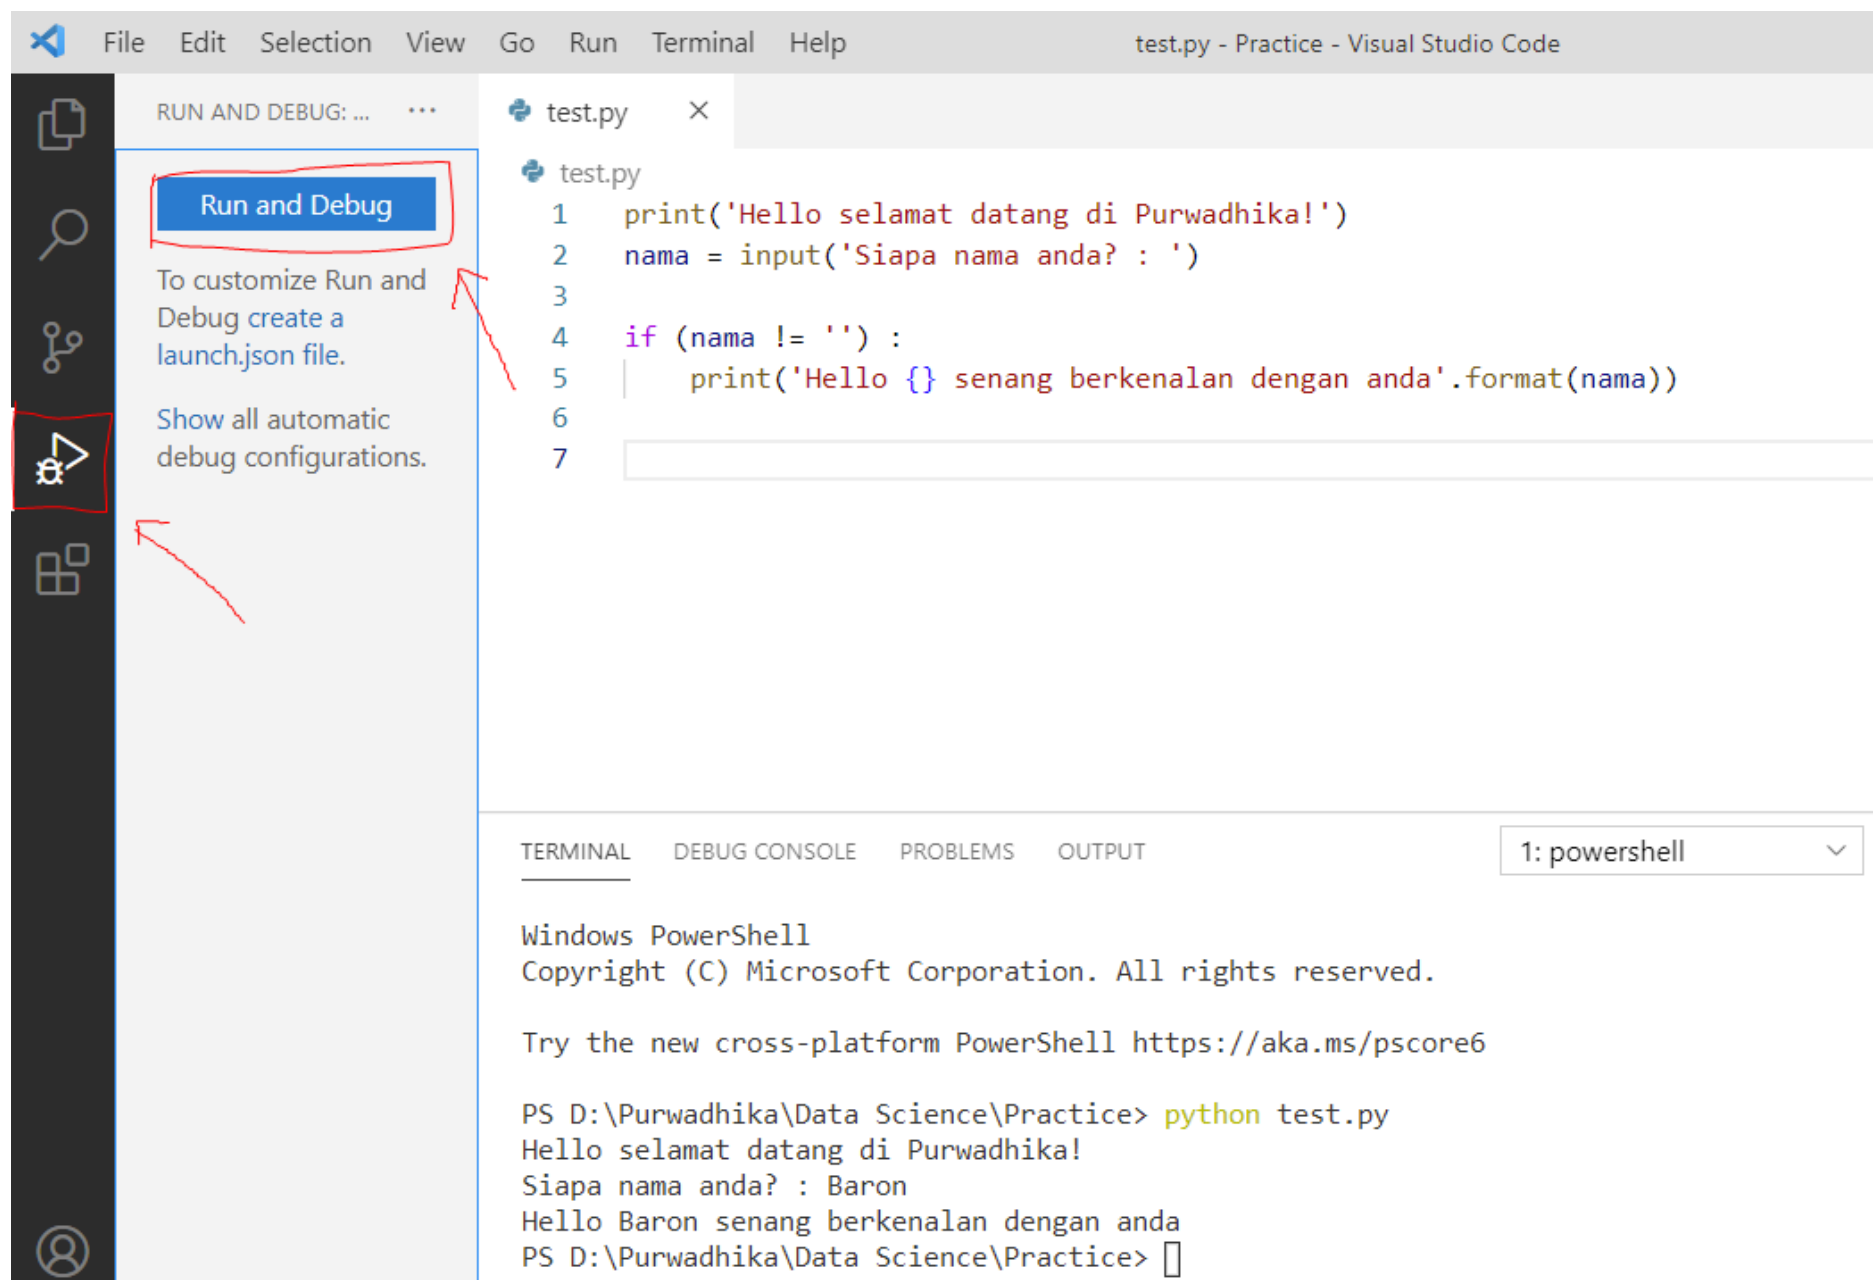 File Edit Selection View Go Run Terminal Help test.py - Practice - Visual Studio Code
RUN AND DEBUG: ... ···
Run and Debug
To customize Run and
Debug create a
launch.json file.
Show all automatic
debug configurations.
test.py
test.py
1 print('Hello selamat datang di Purwadhika!')
2 nama = input('Siapa nama anda? : ')
3
4 if (nama != '') :
5 print('Hello {} senang berkenalan dengan anda'.format(nama))
6
7
TERMINAL DEBUG CONSOLE PROBLEMS OUTPUT 1: powershell
Windows PowerShell
Copyright (C) Microsoft Corporation. All rights reserved.
Try the new cross-platform PowerShell https://aka.ms/pscore6
PS D:\Purwadhika\Data Science\Practice> python test.py
Hello selamat datang di Purwadhika!
Siapa nama anda? : Baron
Hello Baron senang berkenalan dengan anda
PS D:\Purwadhika\Data Science\Practice>